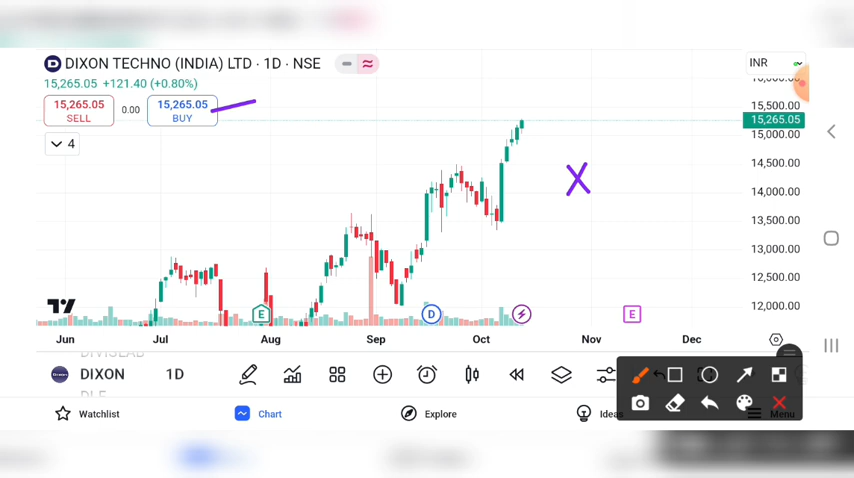 DIXON TECHNO (INDIA) LTD · 1D · NSE
INR
15,265.05 +121.40 (+0.80%)
15,265.05 SELL
0.00
15,265.05 BUY
4
15,500.00
15,265.05
15,000.00
14,500.00
14,000.00
13,500.00
13,000.00
12,500.00
12,000.00
E
D
E
Jun Jul Aug Sep Oct Nov Dec
DIXON 1D
Watchlist Chart Explore Ideas Menu